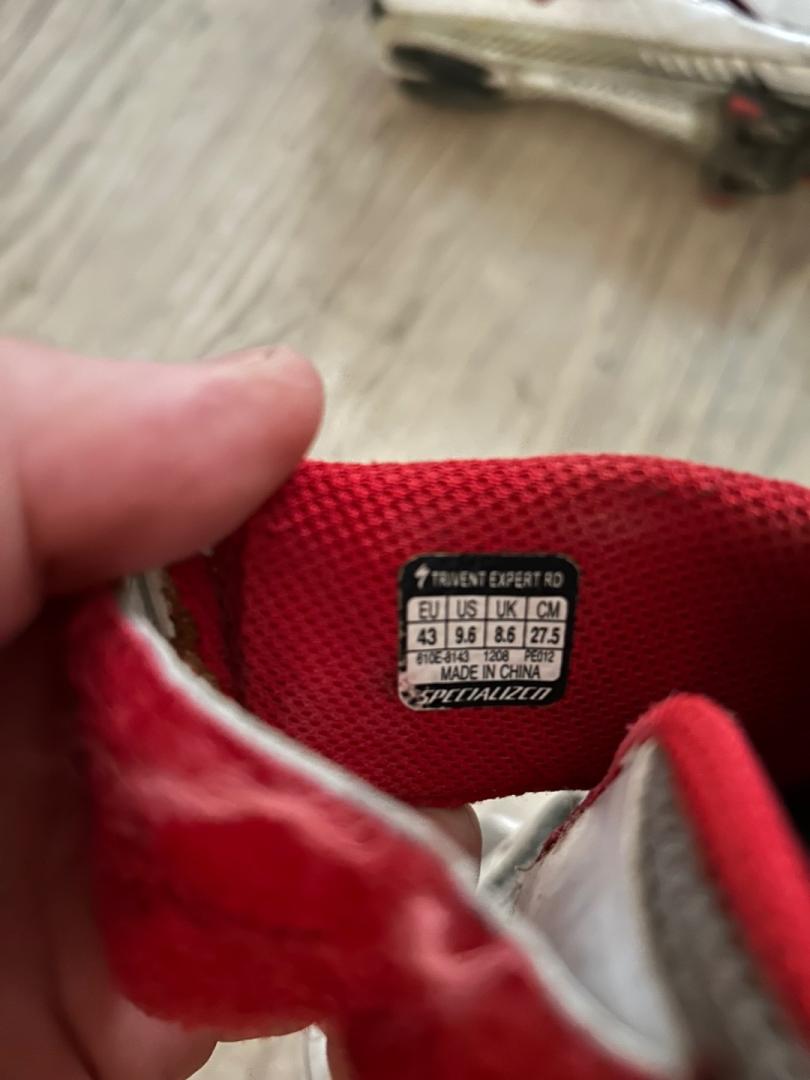 TRIVENT EXPERT RD
EU US UK CM
43 9.6 8.6 27.5
610E-8143 1208 PE012
MADE IN CHINA
SPECIALIZED